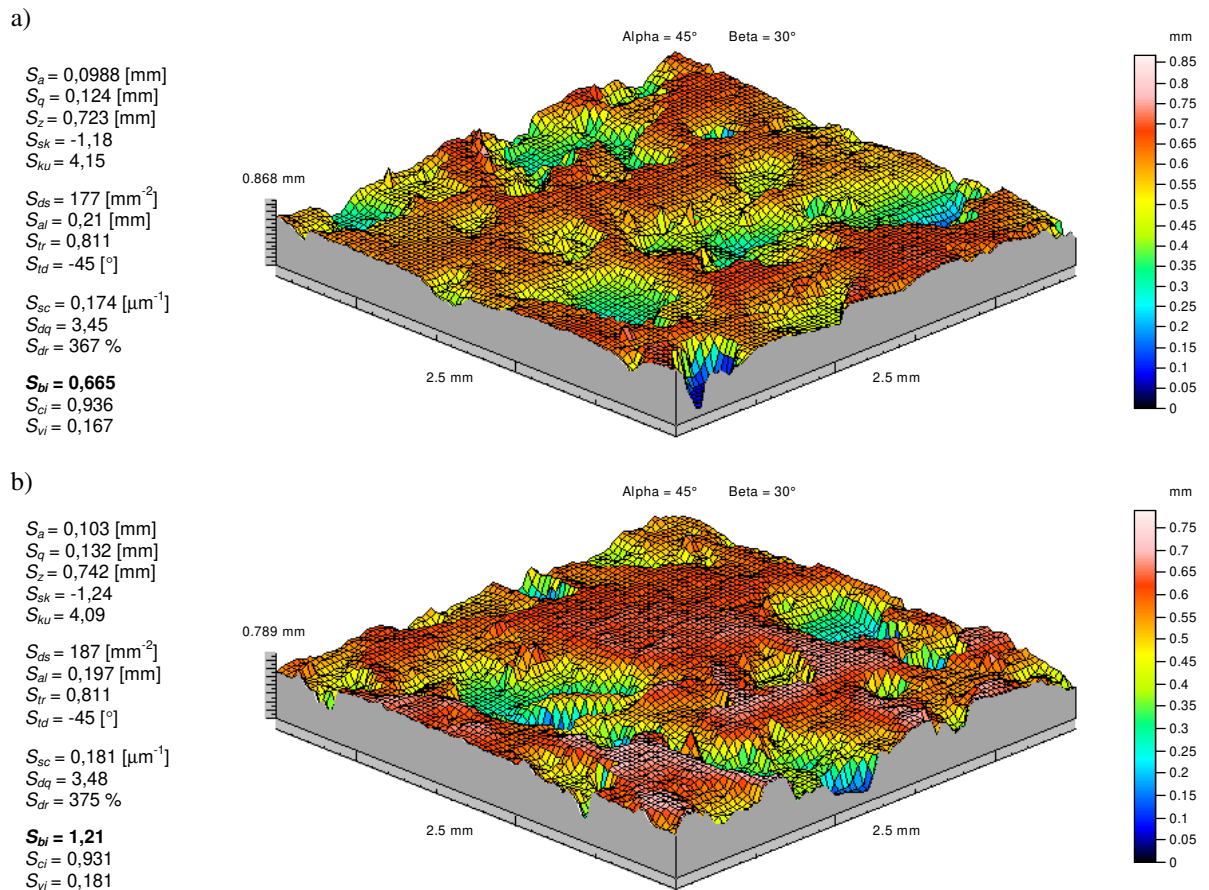 a)
Alpha = 45° Beta = 30°
mm
Sa = 0,0988 [mm]
Sq = 0,124 [mm]
Sz = 0,723 [mm]
Ssk = -1,18
Sku = 4,15
Sds = 177 [mm-2]
Sal = 0,21 [mm]
Str = 0,811
Std = -45 [°]
Ssc = 0,174 [µm-1]
Sdq = 3,45
Sdr = 367 %
Sbi = 0,665
Sci = 0,936
Svi = 0,167
0.868 mm
2.5 mm
2.5 mm
0.85
0.8
0.75
0.7
0.65
0.6
0.55
0.5
0.45
0.4
0.35
0.3
0.25
0.2
0.15
0.1
0.05
0
b)
Alpha = 45° Beta = 30°
mm
Sa = 0,103 [mm]
Sq = 0,132 [mm]
Sz = 0,742 [mm]
Ssk = -1,24
Sku = 4,09
Sds = 187 [mm-2]
Sal = 0,197 [mm]
Str = 0,811
Std = -45 [°]
Ssc = 0,181 [µm-1]
Sdq = 3,48
Sdr = 375 %
Sbi = 1,21
Sci = 0,931
Svi = 0,181
0.789 mm
2.5 mm
2.5 mm
0.75
0.7
0.65
0.6
0.55
0.5
0.45
0.4
0.35
0.3
0.25
0.2
0.15
0.1
0.05
0